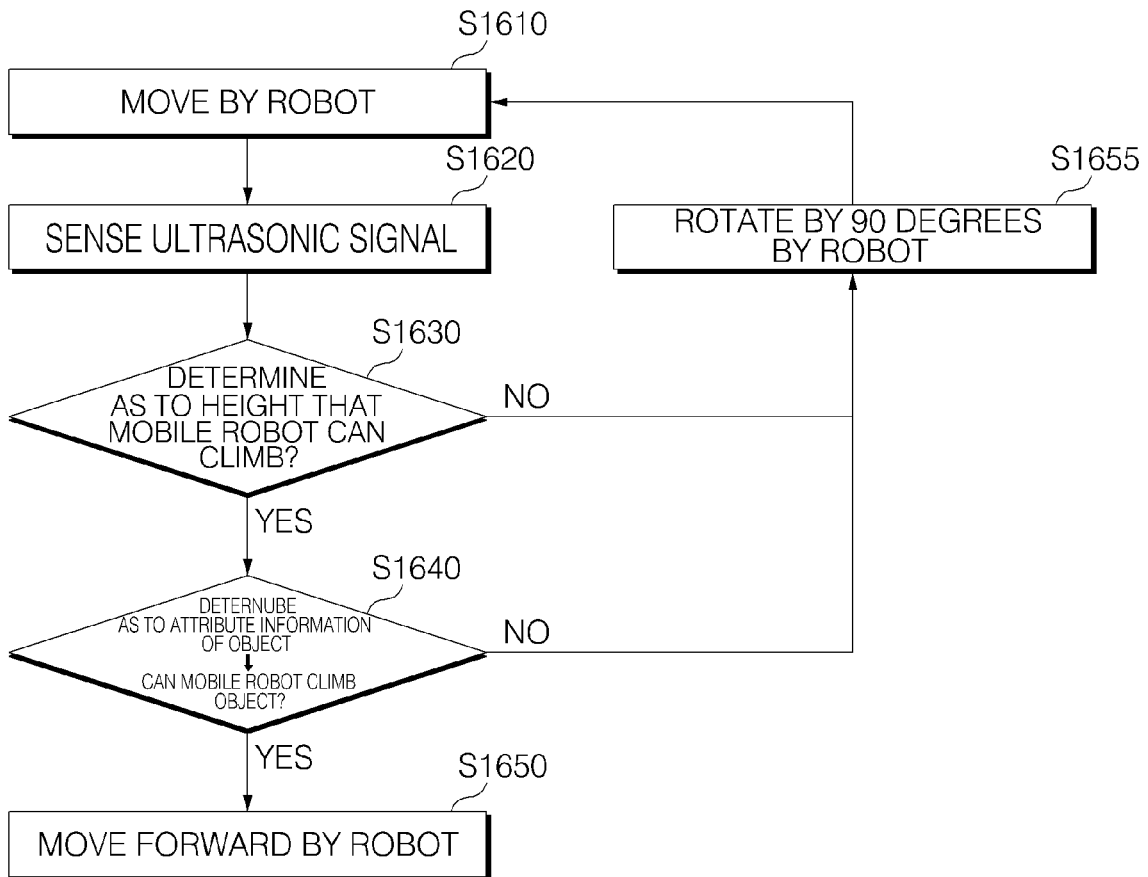 S1610
MOVE BY ROBOT
S1620
SENSE ULTRASONIC SIGNAL
S1655
ROTATE BY 90 DEGREES
BY ROBOT
S1630
DETERMINE
AS TO HEIGHT THAT
MOBILE ROBOT CAN
CLIMB?
NO
YES
S1640
DETERNUBE
AS TO ATTRIBUTE INFORMATION
OF OBJECT
CAN MOBILE ROBOT CLIMB
OBJECT?
NO
YES
S1650
MOVE FORWARD BY ROBOT